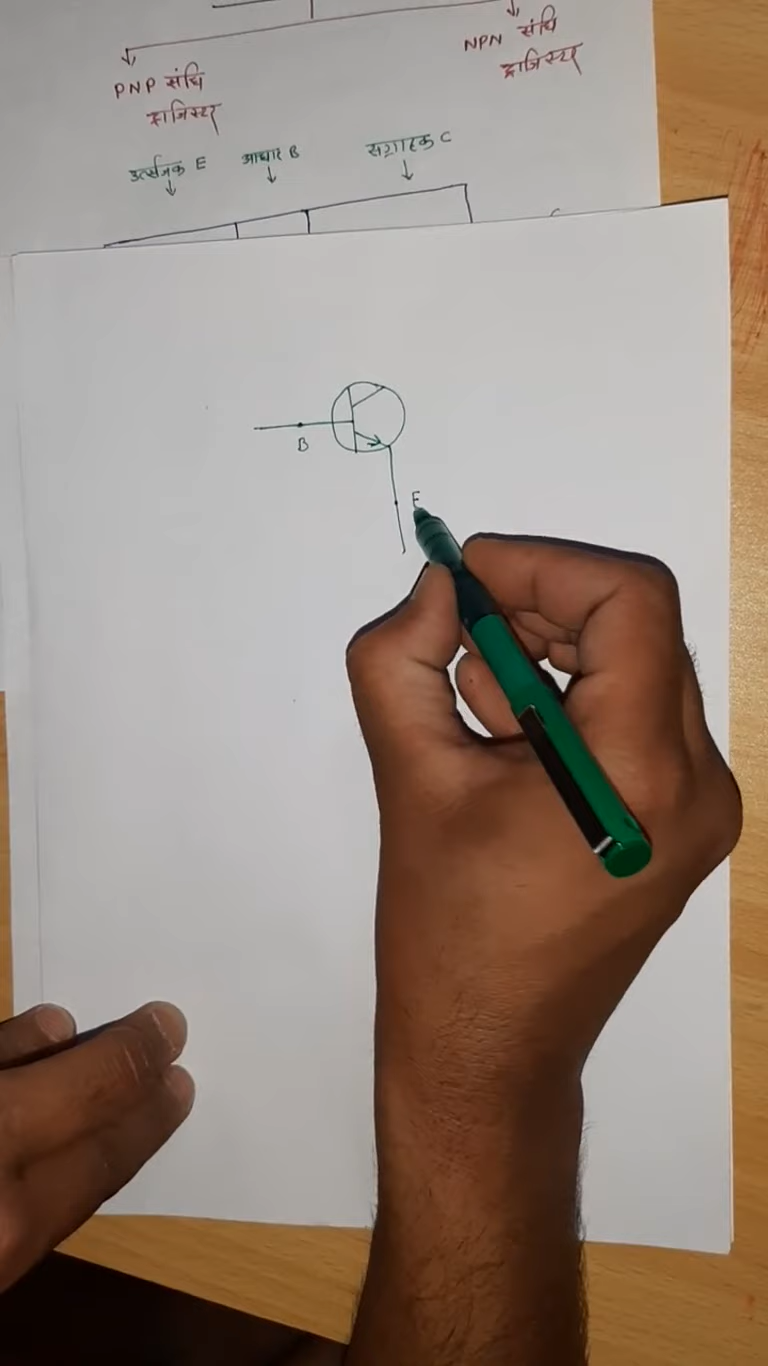 PNP संधि
ट्रांजिस्टर
NPN संधि
ट्रांजिस्टर
उत्सर्जक E आधार B संग्राहक C
B
E